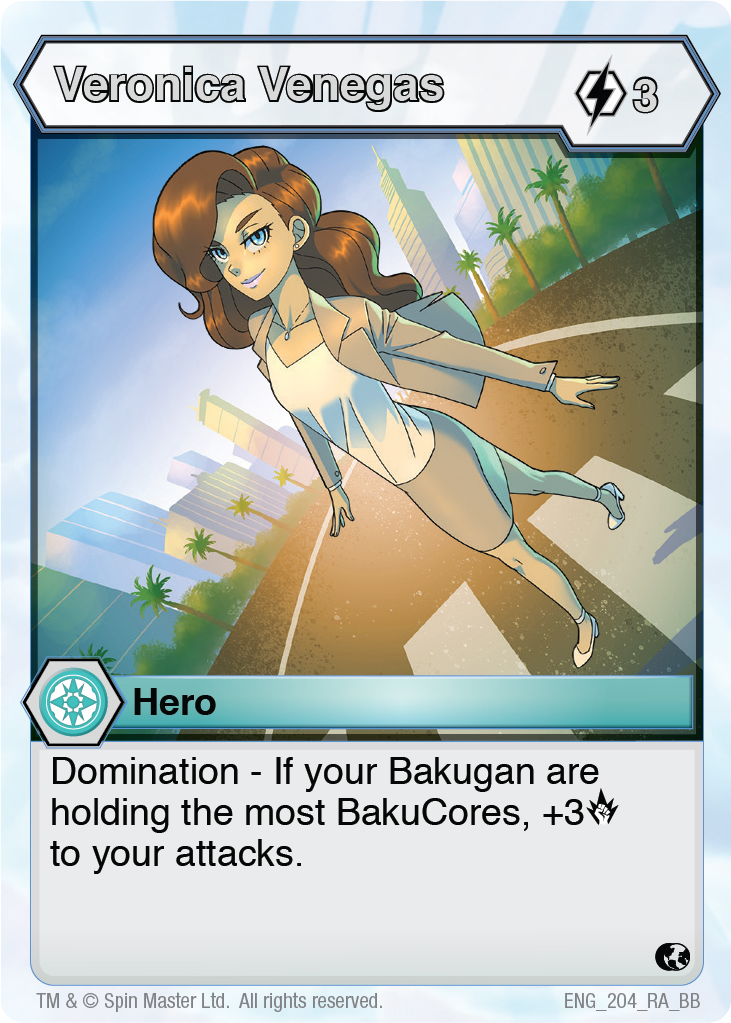 Veronica Venegas 3
Hero
Domination - If your Bakugan are
holding the most BakuCores, +3
to your attacks.
TM & © Spin Master Ltd. All rights reserved. ENG_204_RA_BB